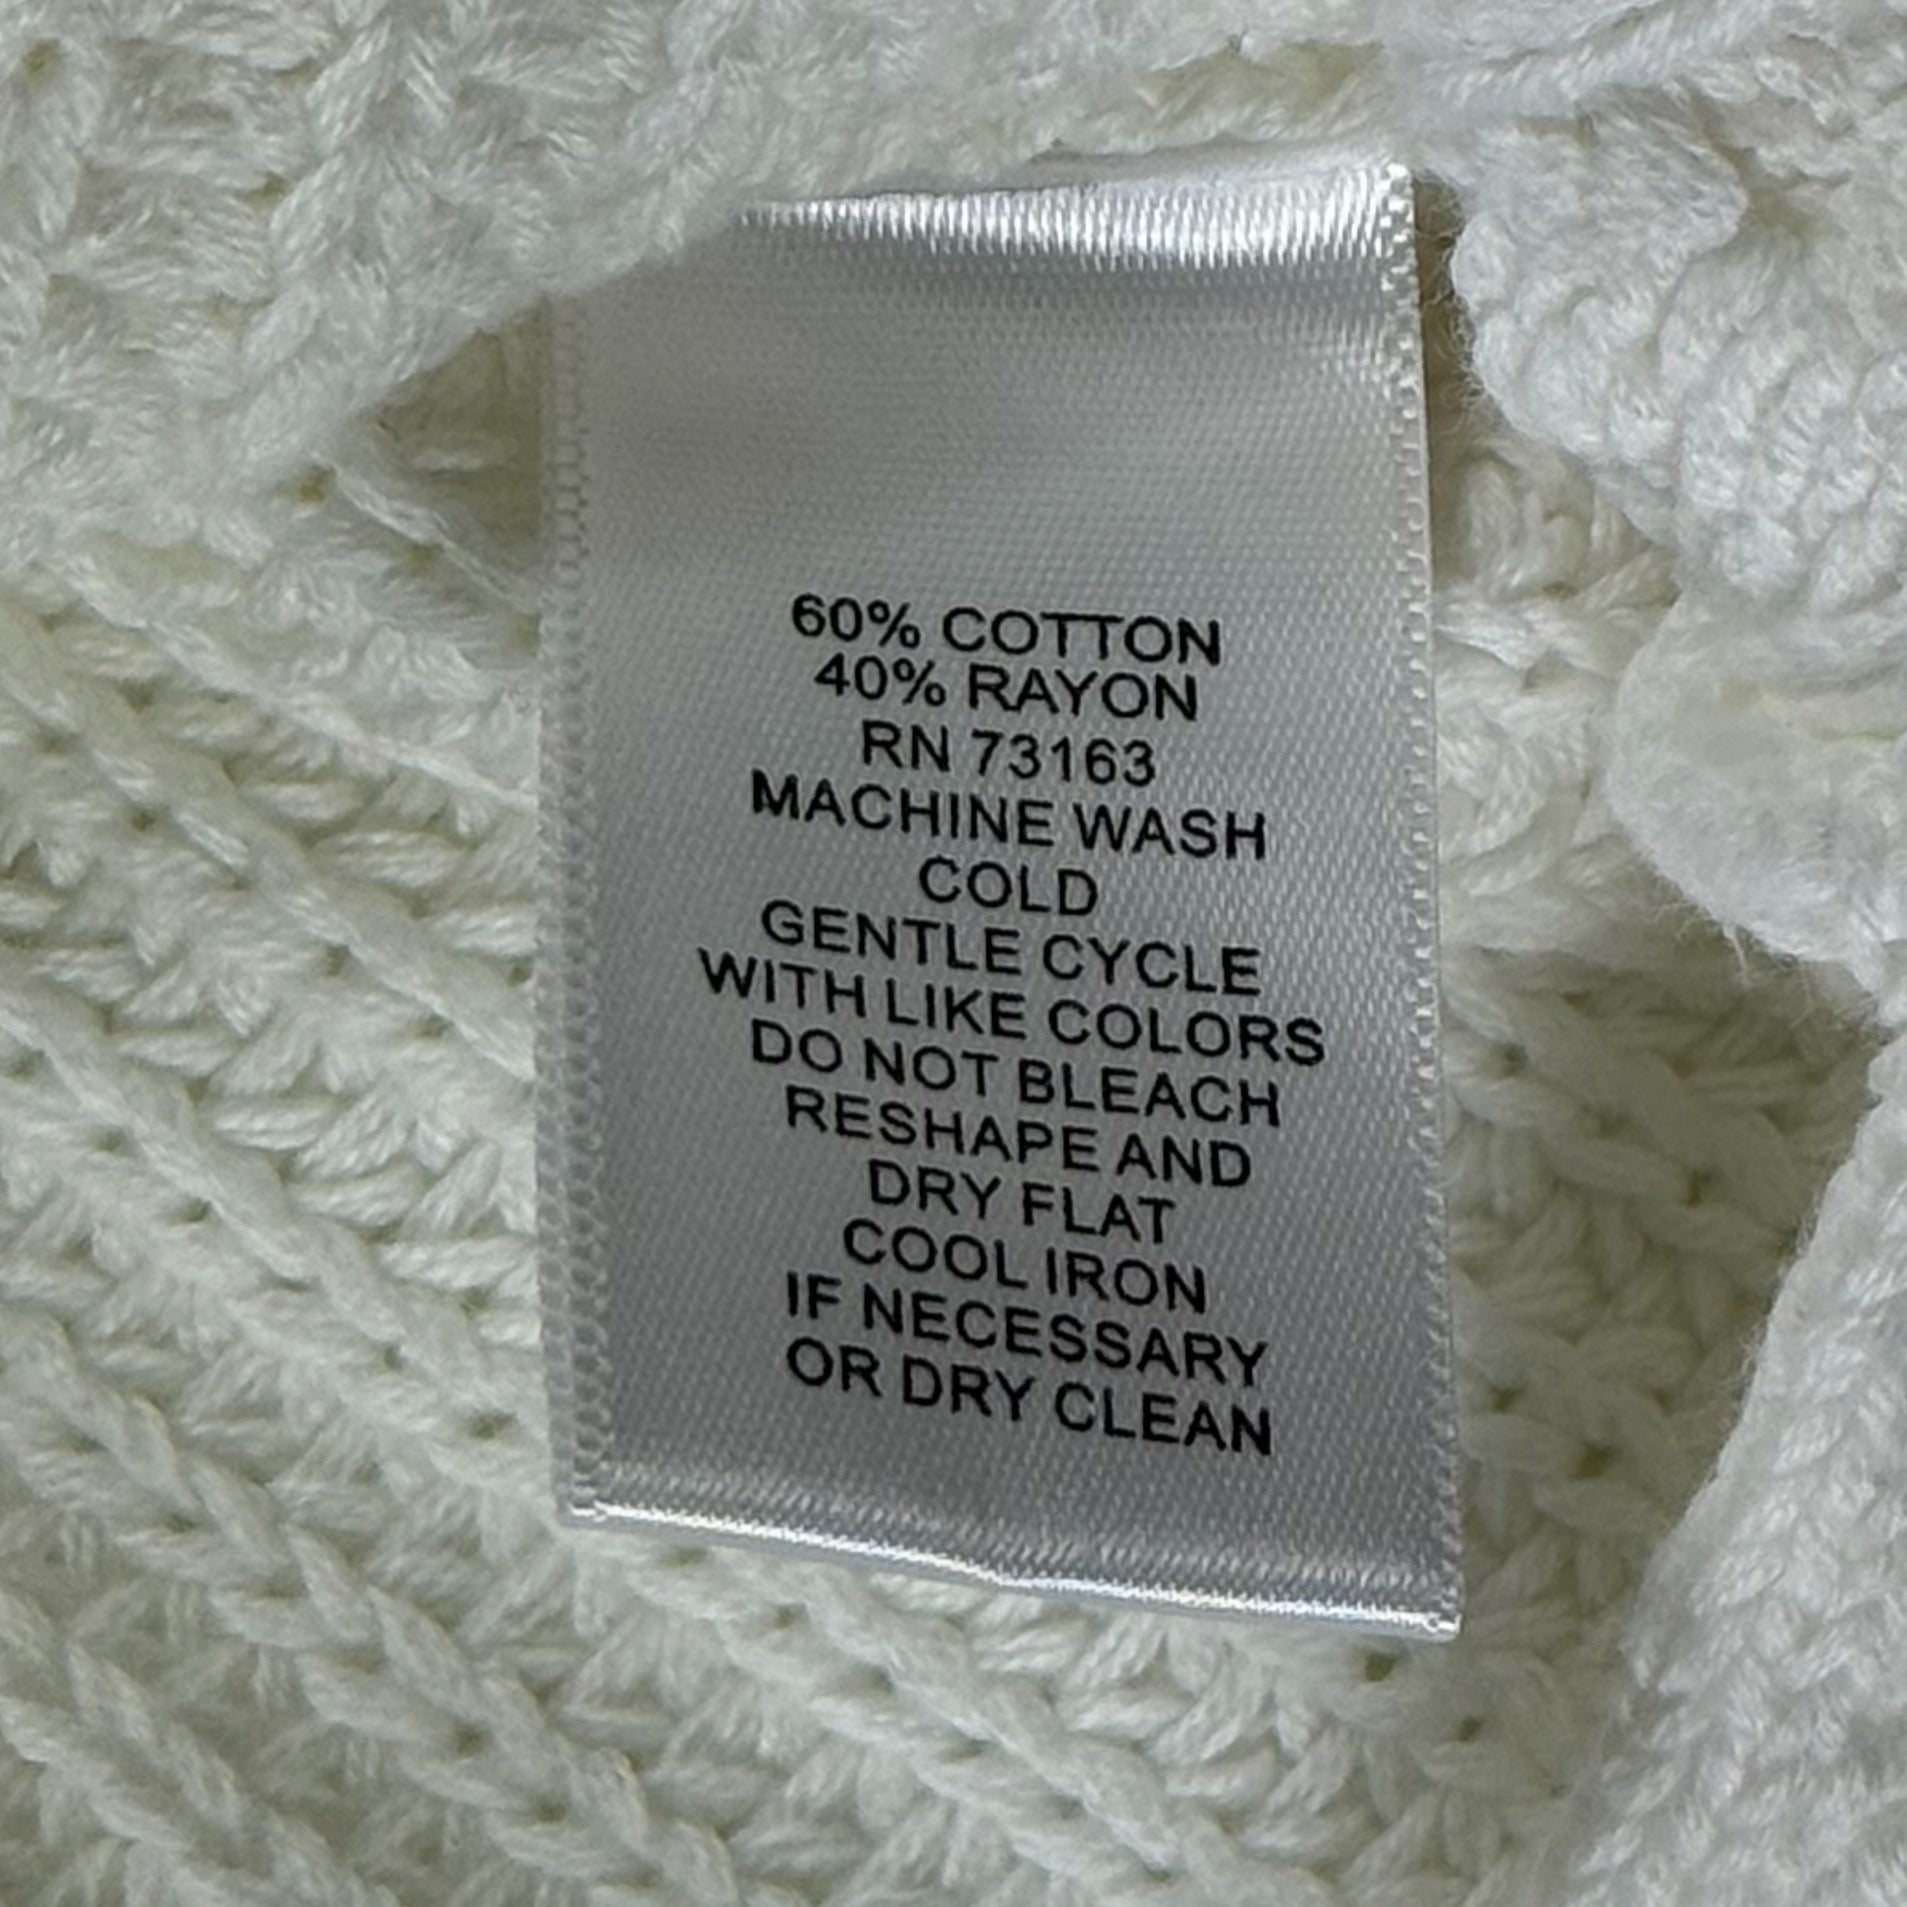 60% COTTON
40% RAYON
RN 73163
MACHINE WASH
COLD
GENTLE CYCLE
WITH LIKE COLORS
DO NOT BLEACH
RESHAPE AND
DRY FLAT
COOL IRON
IF NECESSARY
OR DRY CLEAN